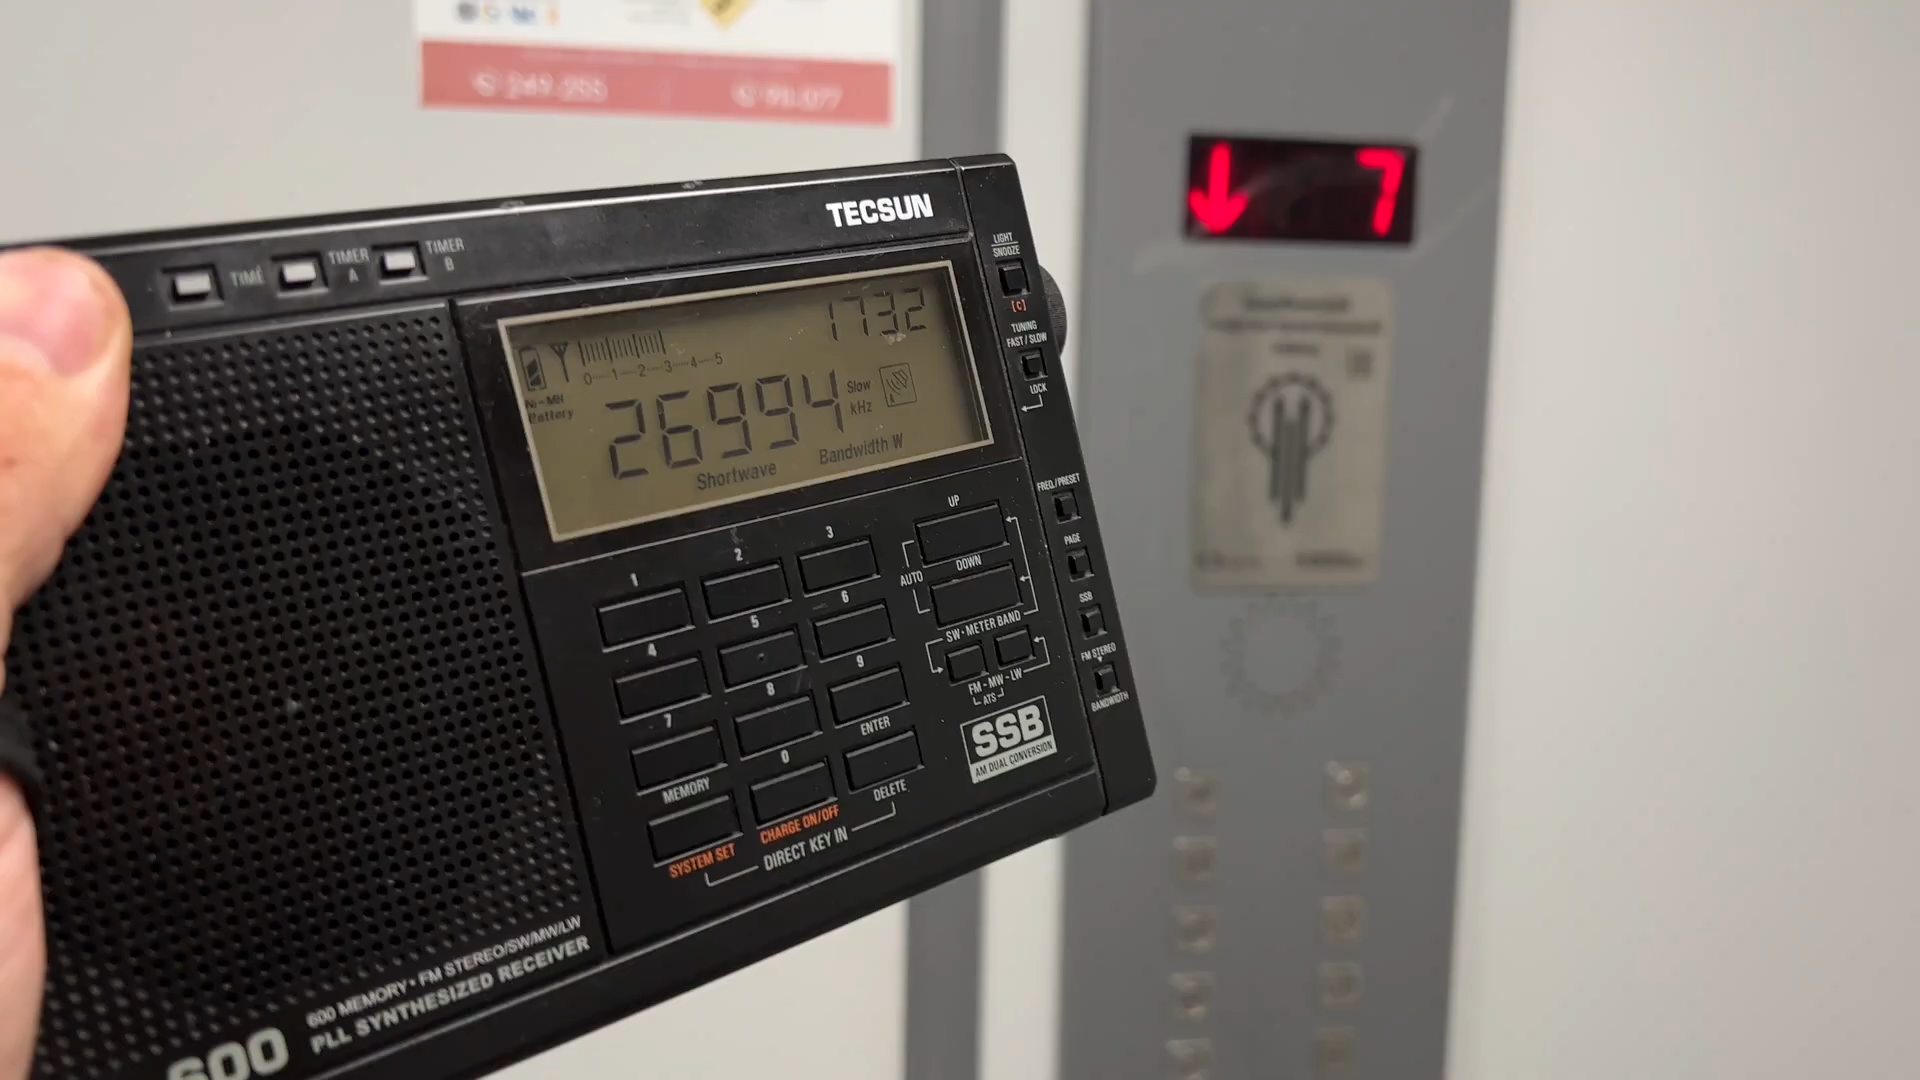 249.255
TECSUN
↓ 7
TIME
TIMER A
TIMER B
LIGHT
SNOOZE
[C]
TUNING
FAST / SLOW
LOCK
1732
0—1—2—3—4—5
Ni-MH
Battery
26994
Slow
kHz
Shortwave
Bandwidth W
FREQ./PRESET
PAGE
SSB
FM STEREO
BANDWIDTH
UP
DOWN
AUTO
SW - METER BAND
FM - MW - LW
ATS
1
2
3
4
5
6
7
8
9
MEMORY
0
ENTER
SYSTEM SET
CHARGE ON/OFF
DELETE
DIRECT KEY IN
SSB
AM DUAL CONVERSION
600 MEMORY • FM STEREO/SW/MW/LW
PLL SYNTHESIZED RECEIVER
600